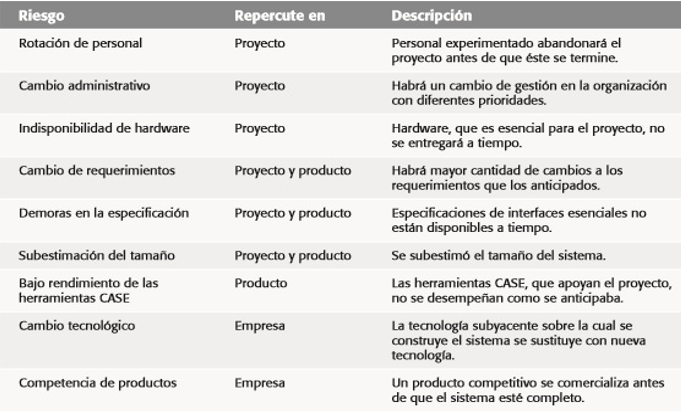 Riesgo Repercute en Descripción
Rotación de personal Proyecto Personal experimentado abandonará el
proyecto antes de que éste se termine.
Cambio administrativo Proyecto Habrá un cambio de gestión en la organización
con diferentes prioridades.
Indisponibilidad de hardware Proyecto Hardware, que es esencial para el proyecto, no
se entregará a tiempo.
Cambio de requerimientos Proyecto y producto Habrá mayor cantidad de cambios a los
requerimientos que los anticipados.
Demoras en la especificación Proyecto y producto Especificaciones de interfaces esenciales no
están disponibles a tiempo.
Subestimación del tamaño Proyecto y producto Se subestimó el tamaño del sistema.
Bajo rendimiento de las Producto Las herramientas CASE, que apoyan el proyecto,
herramientas CASE no se desempeñan como se anticipaba.
Cambio tecnológico Empresa La tecnología subyacente sobre la cual se
construye el sistema se sustituye con nueva
tecnología.
Competencia de productos Empresa Un producto competitivo se comercializa antes
de que el sistema esté completo.